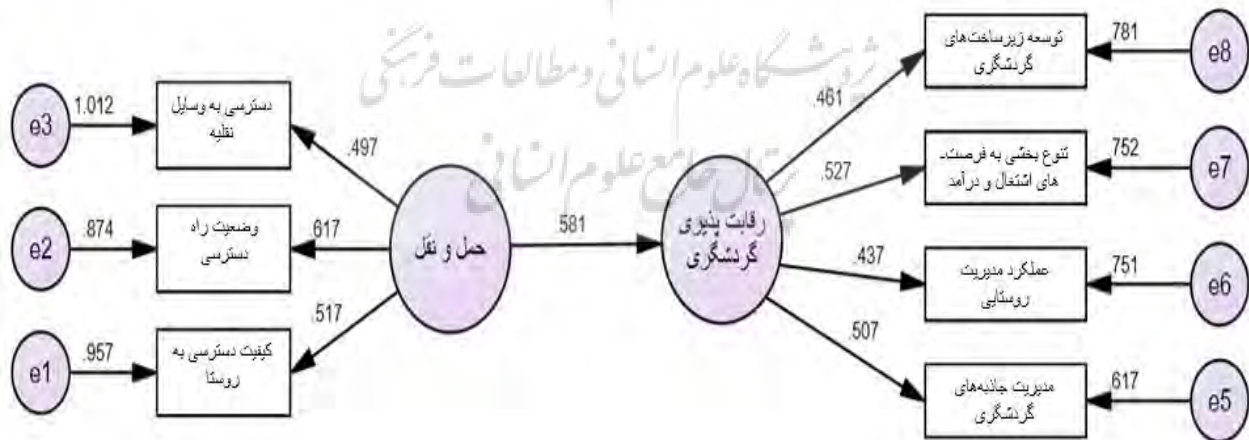 پژوهشگاه علوم انسانی و مطالعات فرهنگی
پرتال جامع علوم انسانی
توسعه زیرساخت‌های
گردشگری
781
e8
.461
تنوع بخشی به فرصت-
های اشتغال و درآمد
752
e7
.527
عملکرد مدیریت
روستایی
751
e6
.437
مدیریت جاذبه‌های
گردشگری
617
e5
.507
رقابت پذیری
گردشگری
.581
حمل و نقل
.497
دسترسی به وسایل
نقلیه
1.012
e3
.617
وضعیت راه
دسترسی
.874
e2
.517
کیفیت دسترسی به
روستا
.957
e1